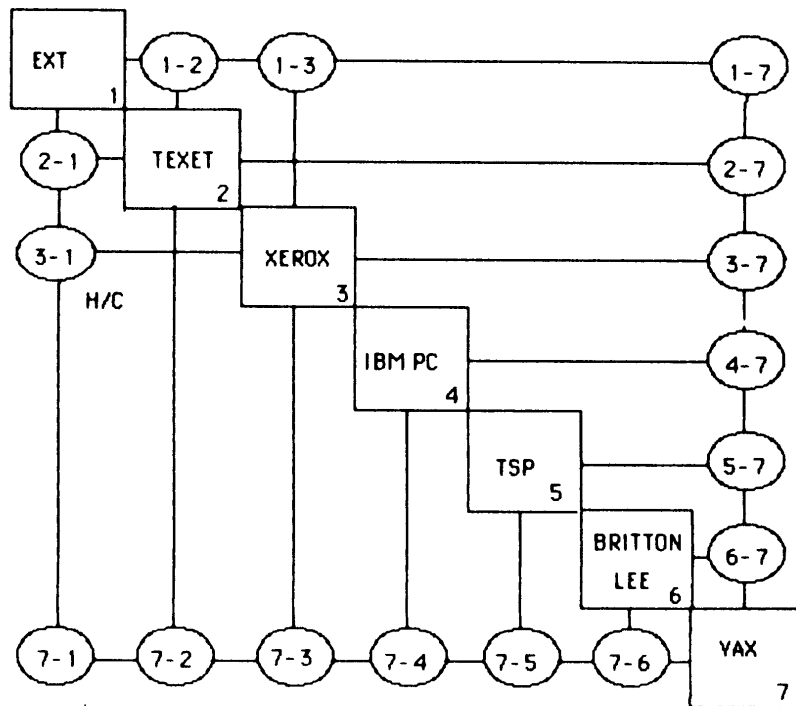 EXT
1
1-2
1-3
1-7
2-1
TEXET
2
2-7
3-1
XEROX
3
3-7
H/C
IBM PC
4
4-7
TSP
5
5-7
BRITTON
LEE
6
6-7
7-1
7-2
7-3
7-4
7-5
7-6
VAX
7